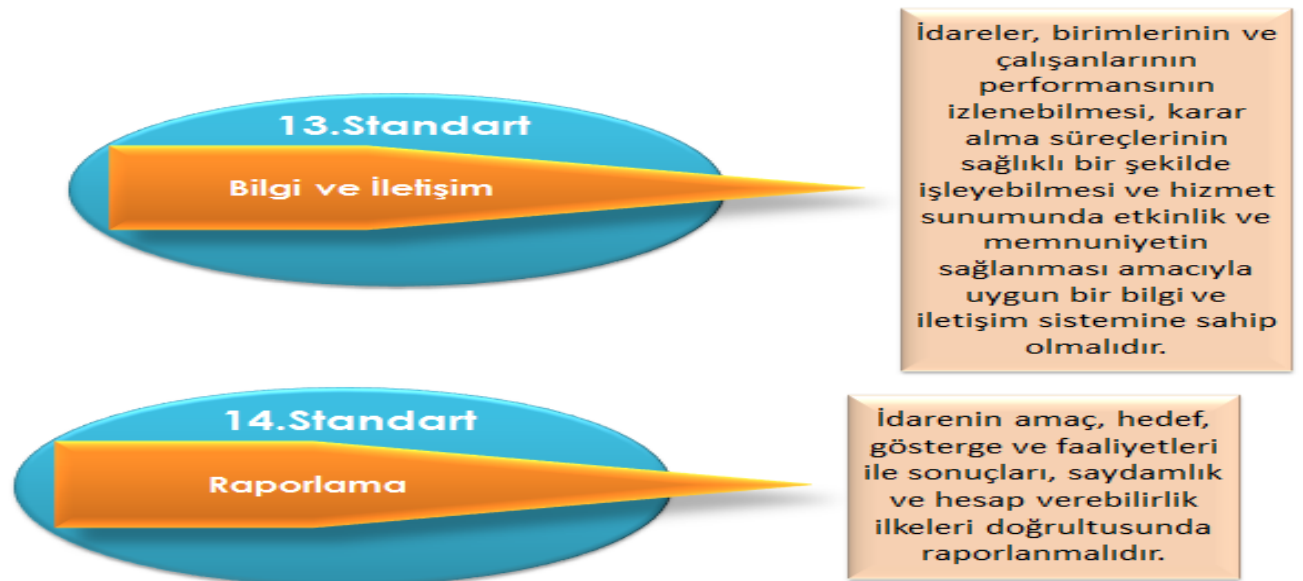 13.Standart
Bilgi ve İletişim
İdareler, birimlerinin ve
çalışanlarının
performansının
izlenebilmesi, karar
alma süreçlerinin
sağlıklı bir şekilde
işleyebilmesi ve hizmet
sunumunda etkinlik ve
memnuniyetin
sağlanması amacıyla
uygun bir bilgi ve
iletişim sistemine sahip
olmalıdır.
14.Standart
Raporlama
İdarenin amaç, hedef,
gösterge ve faaliyetleri
ile sonuçları, saydamlık
ve hesap verebilirlik
ilkeleri doğrultusunda
raporlanmalıdır.